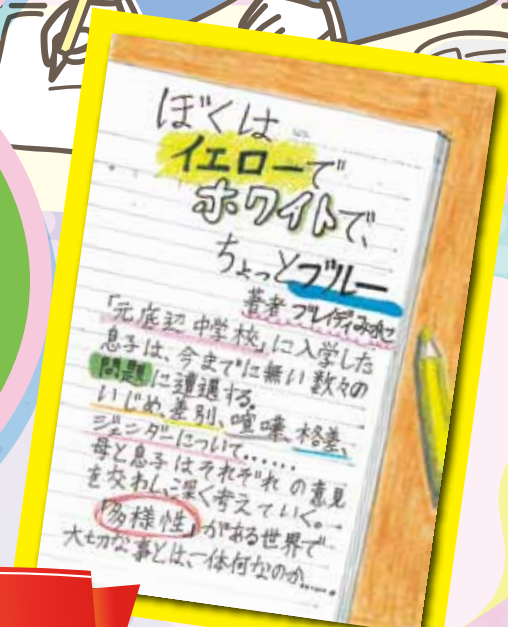 ぼくは
イエローで
ホワイトで、
ちょっとブルー
著者 ブレイディみかこ
「元底辺中学校」に入学した
息子は、今までに無い数々の
問題に遭遇する。
いじめ、差別、喧嘩、格差、
ジェンダーについて......
母と息子はそれぞれの意見
を交わし、深く考えていく。
「多様性」がある世界で
大切な事とは、一体何なのか......